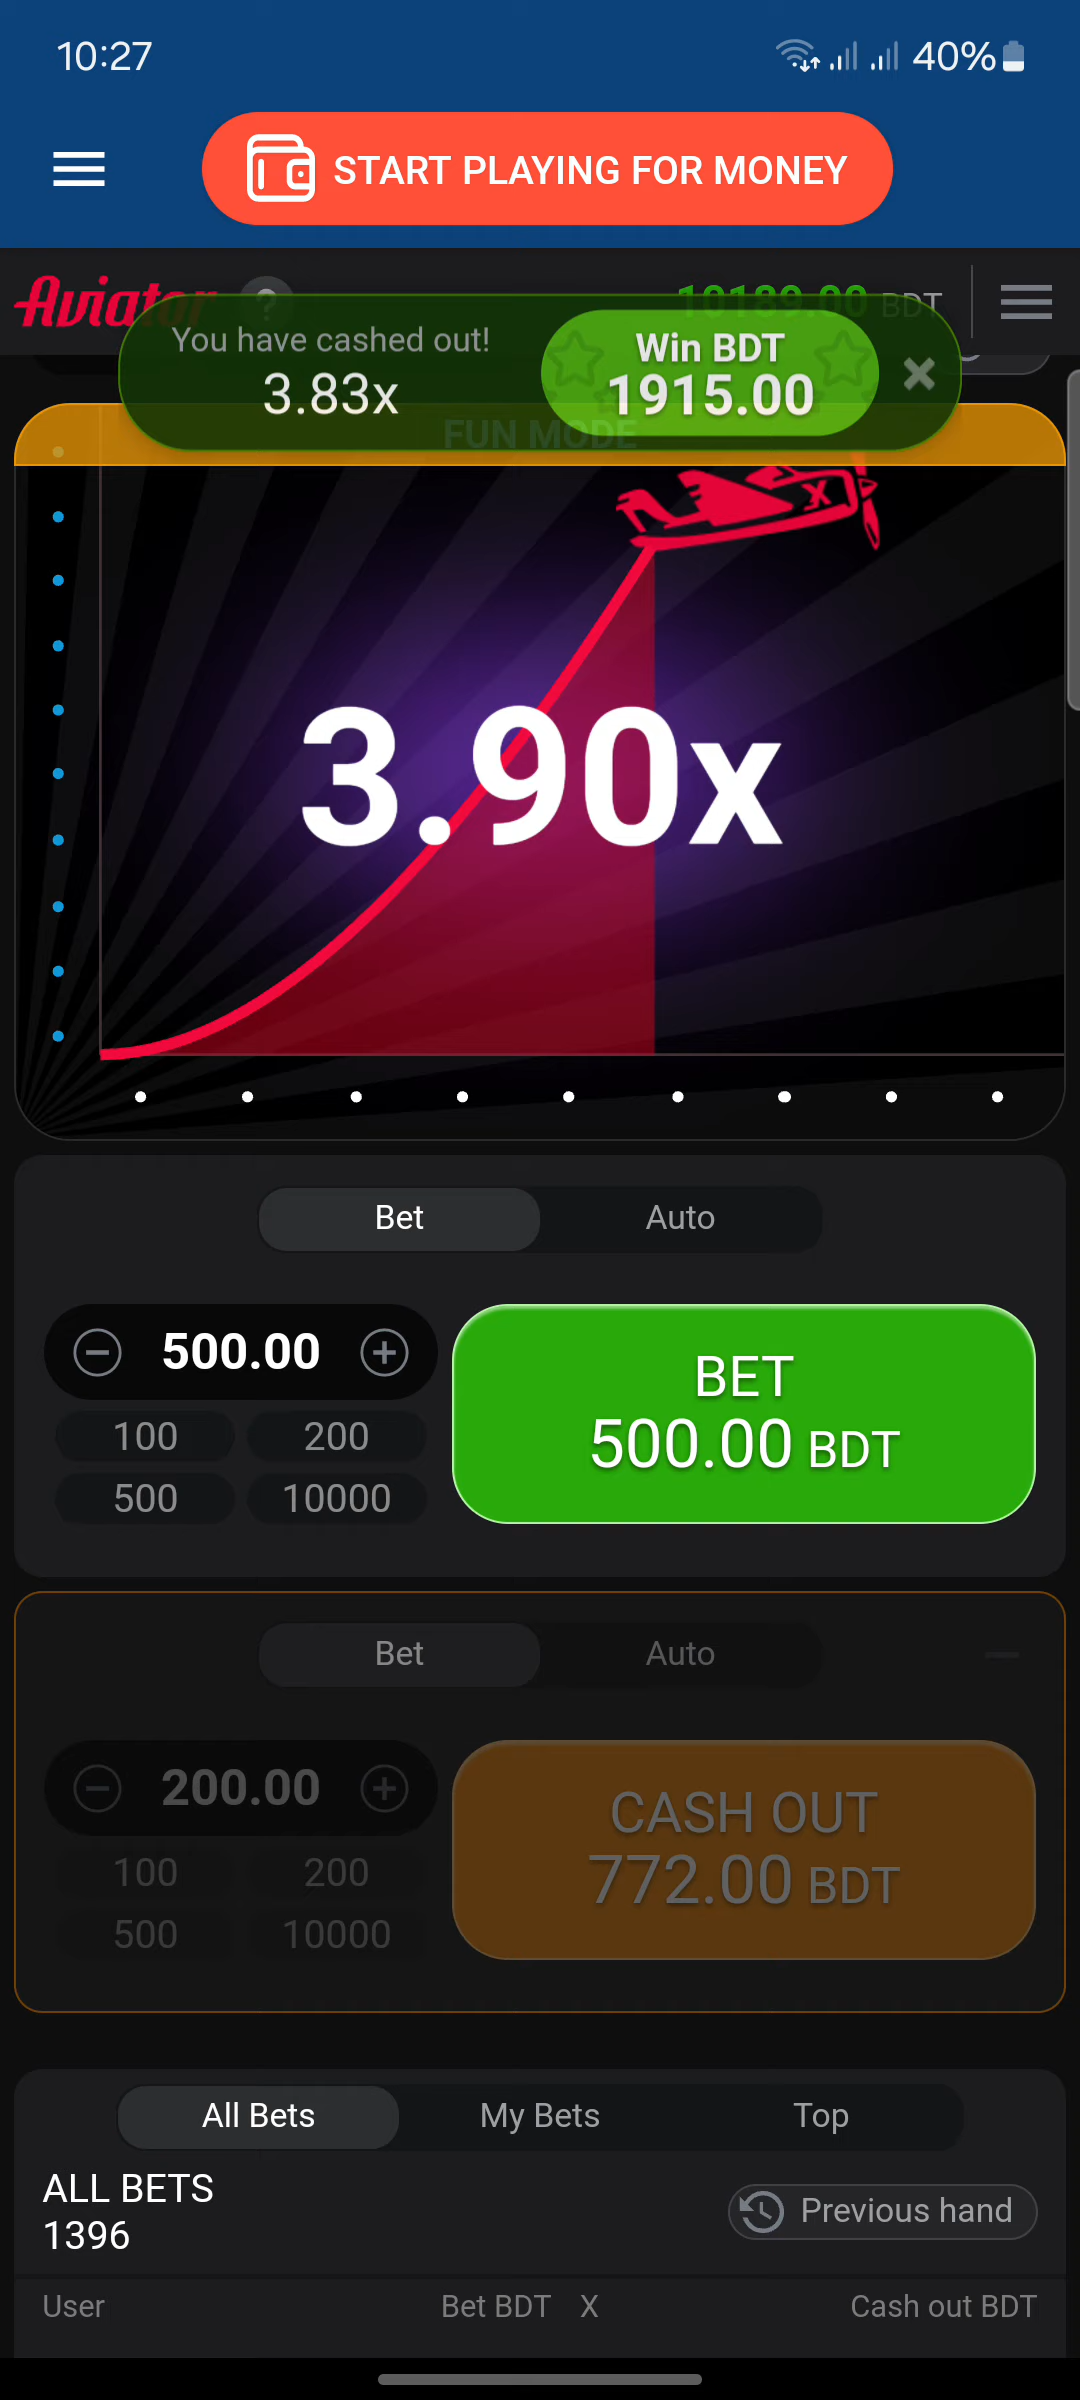 10:27
40%
START PLAYING FOR MONEY
Aviator ?
10189.00 BDT
You have cashed out!
3.83x
Win BDT
1915.00
FUN MODE
X
3.90x
Bet Auto
500.00
100 200
500 10000
BET
500.00 BDT
Bet Auto
200.00
100 200
500 10000
CASH OUT
772.00 BDT
All Bets My Bets Top
ALL BETS
1396
Previous hand
User Bet BDT X Cash out BDT